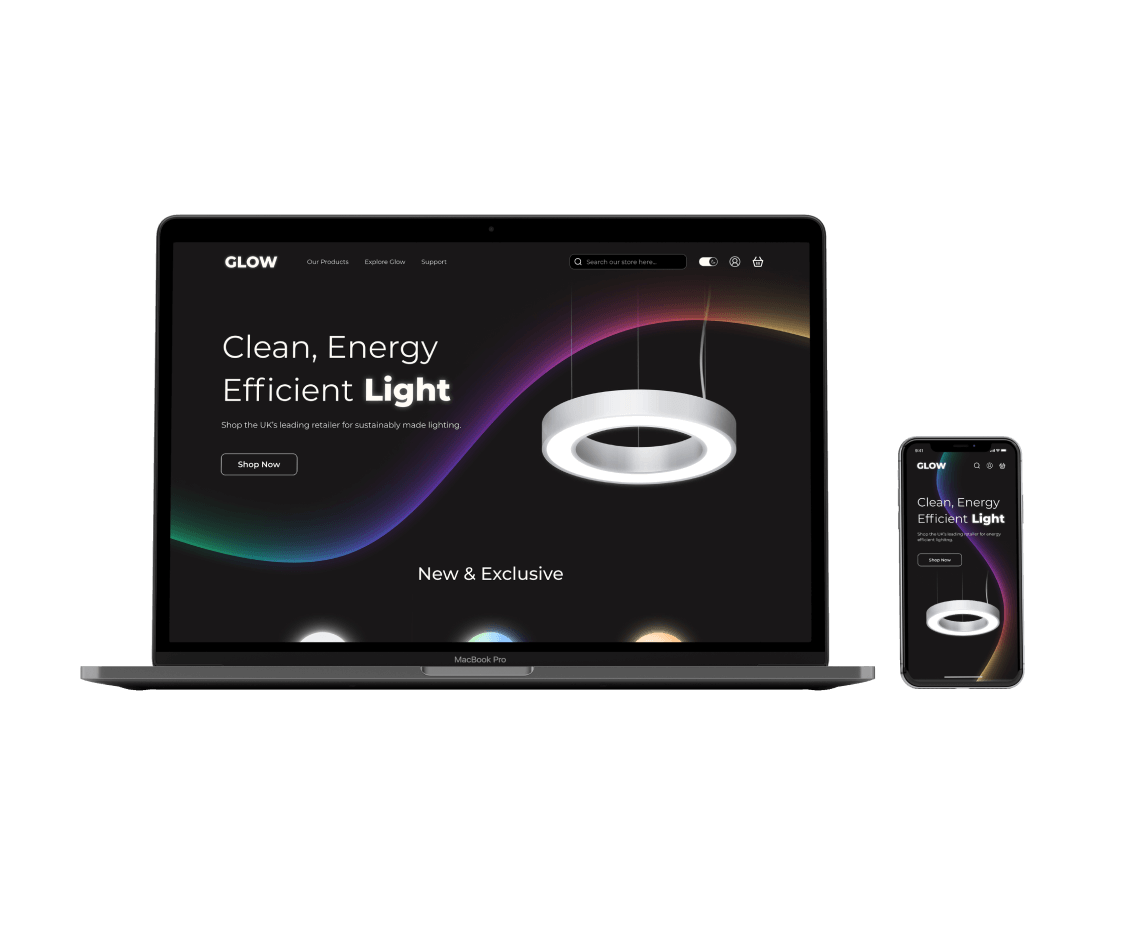 GLOW
Our Products
Explore Glow
Support
Search our store here...
Clean, Energy
Efficient Light
Shop the UK's leading retailer for sustainably made lighting.
Shop Now
New & Exclusive
MacBook Pro
9:41
GLOW
Clean, Energy
Efficient Light
Shop the UK's leading retailer for energy
efficient lighting.
Shop Now